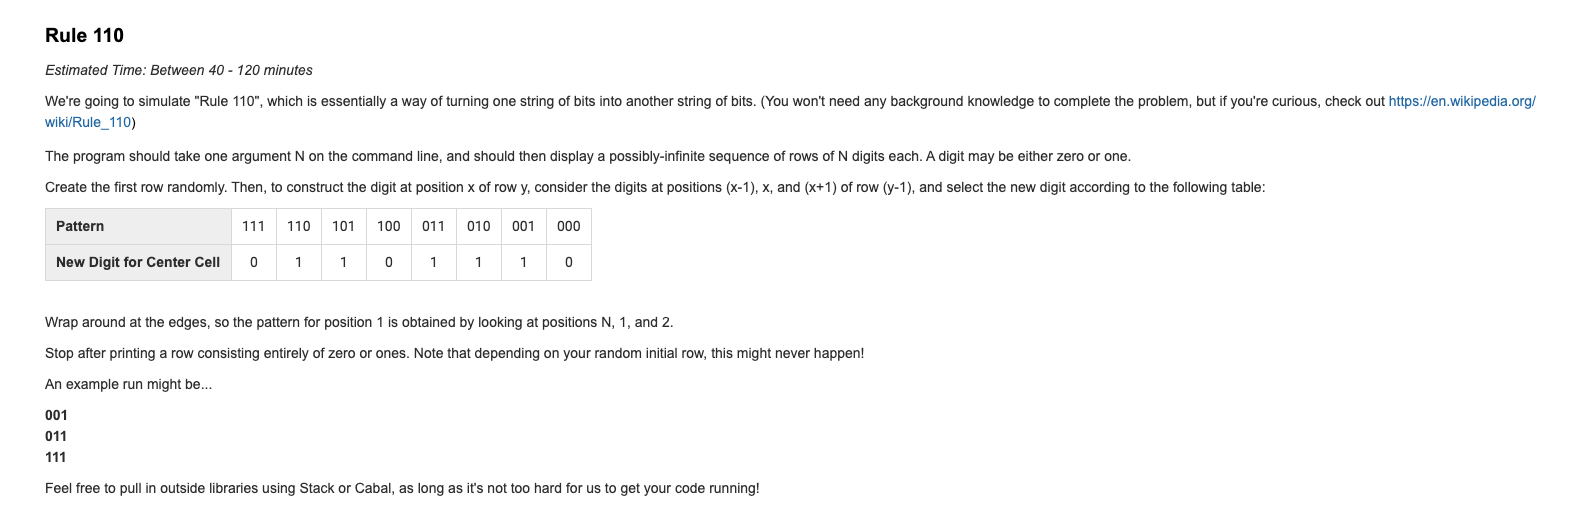 Rule 110
Estimated Time: Between 40 - 120 minutes
We're going to simulate "Rule 110", which is essentially a way of turning one string of bits into another string of bits. (You won't need any background knowledge to complete the problem, but if you're curious, check out https://en.wikipedia.org/
wiki/Rule_110)
The program should take one argument N on the command line, and should then display a possibly-infinite sequence of rows of N digits each. A digit may be either zero or one.
Create the first row randomly. Then, to construct the digit at position x of row y, consider the digits at positions (x-1), x, and (x+1) of row (y-1), and select the new digit according to the following table:
Pattern 111 110 101 100 011 010 001 000
New Digit for Center Cell 0 1 1 0 1 1 1 0
Wrap around at the edges, so the pattern for position 1 is obtained by looking at positions N, 1, and 2.
Stop after printing a row consisting entirely of zero or ones. Note that depending on your random initial row, this might never happen!
An example run might be...
001
011
111
Feel free to pull in outside libraries using Stack or Cabal, as long as it's not too hard for us to get your code running!